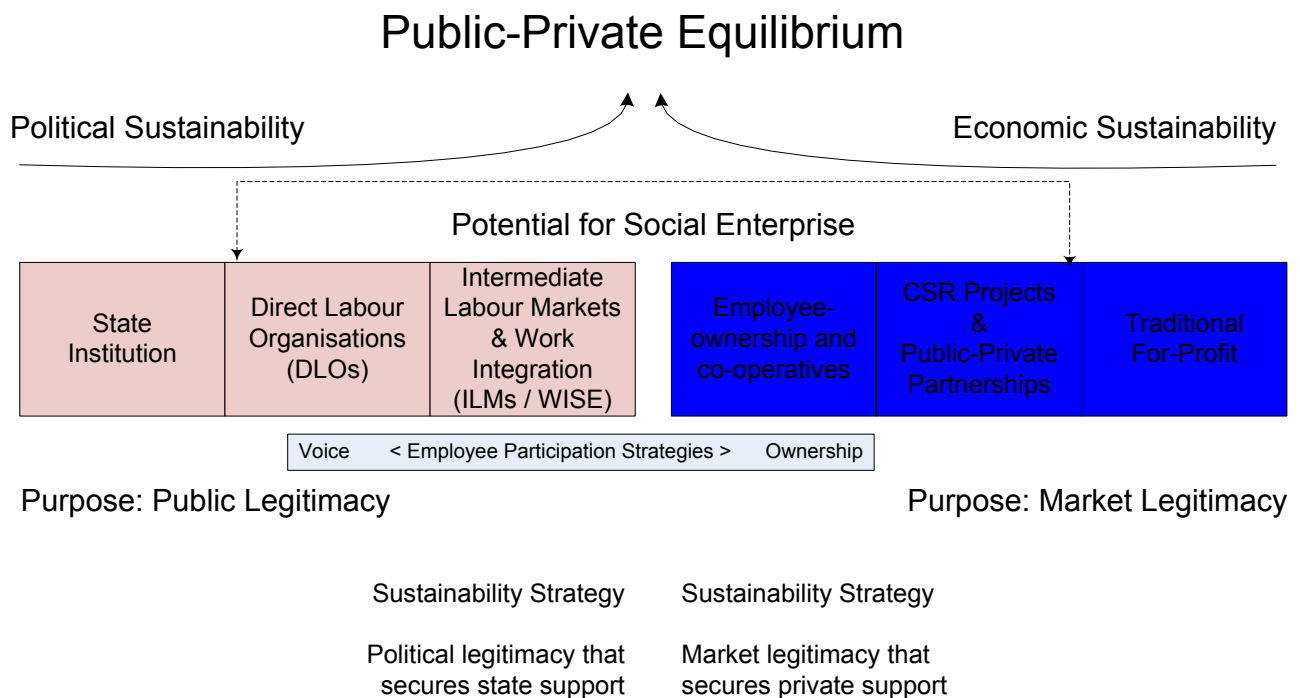 Public-Private Equilibrium
Political Sustainability
Economic Sustainability
Potential for Social Enterprise
State
Institution
Direct Labour
Organisations
(DLOs)
Intermediate
Labour Markets
& Work
Integration
(ILMs / WISE)
Employee-
ownership and
co-operatives
CSR Projects
&
Public-Private
Partnerships
Traditional
For-Profit
Voice < Employee Participation Strategies > Ownership
Purpose: Public Legitimacy
Purpose: Market Legitimacy
Sustainability Strategy
Political legitimacy that
secures state support
Sustainability Strategy
Market legitimacy that
secures private support